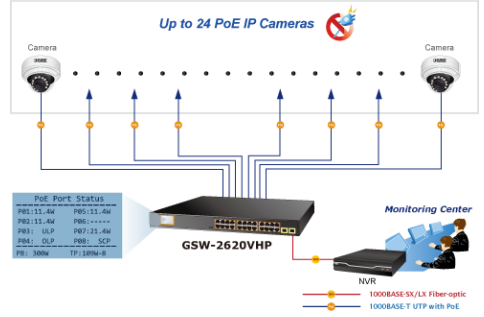 Up to 24 PoE IP Cameras
Camera
Camera
PoE Port Status
P01:11.4W P05:11.4W
P02:11.4W P06:-----
P03: ULP P07:21.4W
P04: OLP P08: SCP
PB: 300W TP:109W-8
GSW-2620VHP
Monitoring Center
NVR
1000BASE-SX/LX Fiber-optic
1000BASE-T UTP with PoE